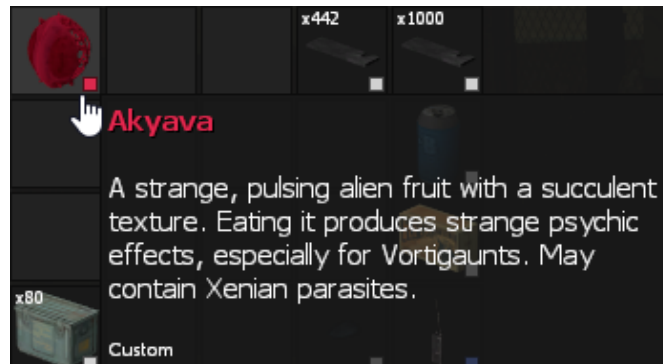 x442 x1000
Akyava
A strange, pulsing alien fruit with a succulent
texture. Eating it produces strange psychic
effects, especially for Vortigaunts. May
contain Xenian parasites.
x80
Custom